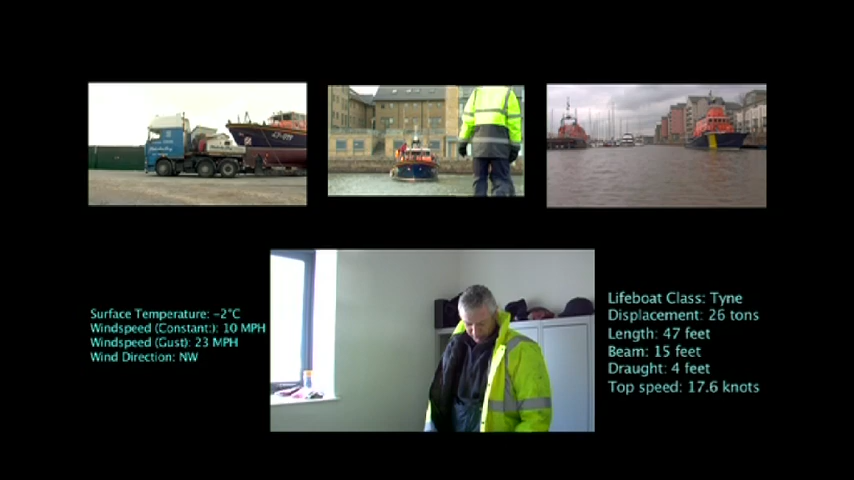 Surface Temperature: -2°C
Windspeed (Constant:): 10 MPH
Windspeed (Gust): 23 MPH
Wind Direction: NW
Lifeboat Class: Tyne
Displacement: 26 tons
Length: 47 feet
Beam: 15 feet
Draught: 4 feet
Top speed: 17.6 knots